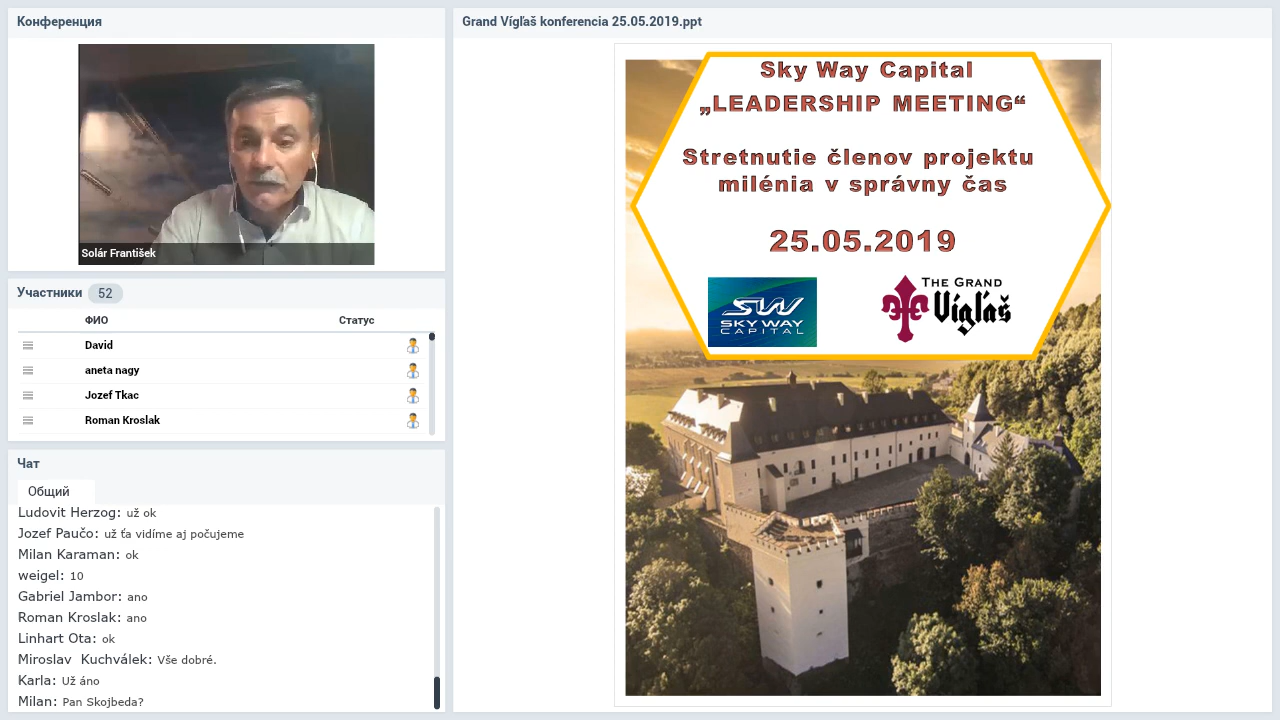 Конференция
Solár František
Участники 52
ФИО Статус
David
aneta nagy
Jozef Tkac
Roman Kroslak
Чат
Общий
Ludovit Herzog: už ok
Jozef Paučo: už ťa vidíme aj počujeme
Milan Karaman: ok
weigel: 10
Gabriel Jambor: ano
Roman Kroslak: ano
Linhart Ota: ok
Miroslav Kuchválek: Vše dobré.
Karla: Už áno
Milan: Pan Skojbeda?
Grand Vígľaš konferencia 25.05.2019.ppt
Sky Way Capital
„LEADERSHIP MEETING“
Stretnutie členov projektu
milénia v správny čas
25.05.2019
SW
SKY WAY
CAPITAL
THE GRAND
Vígľaš